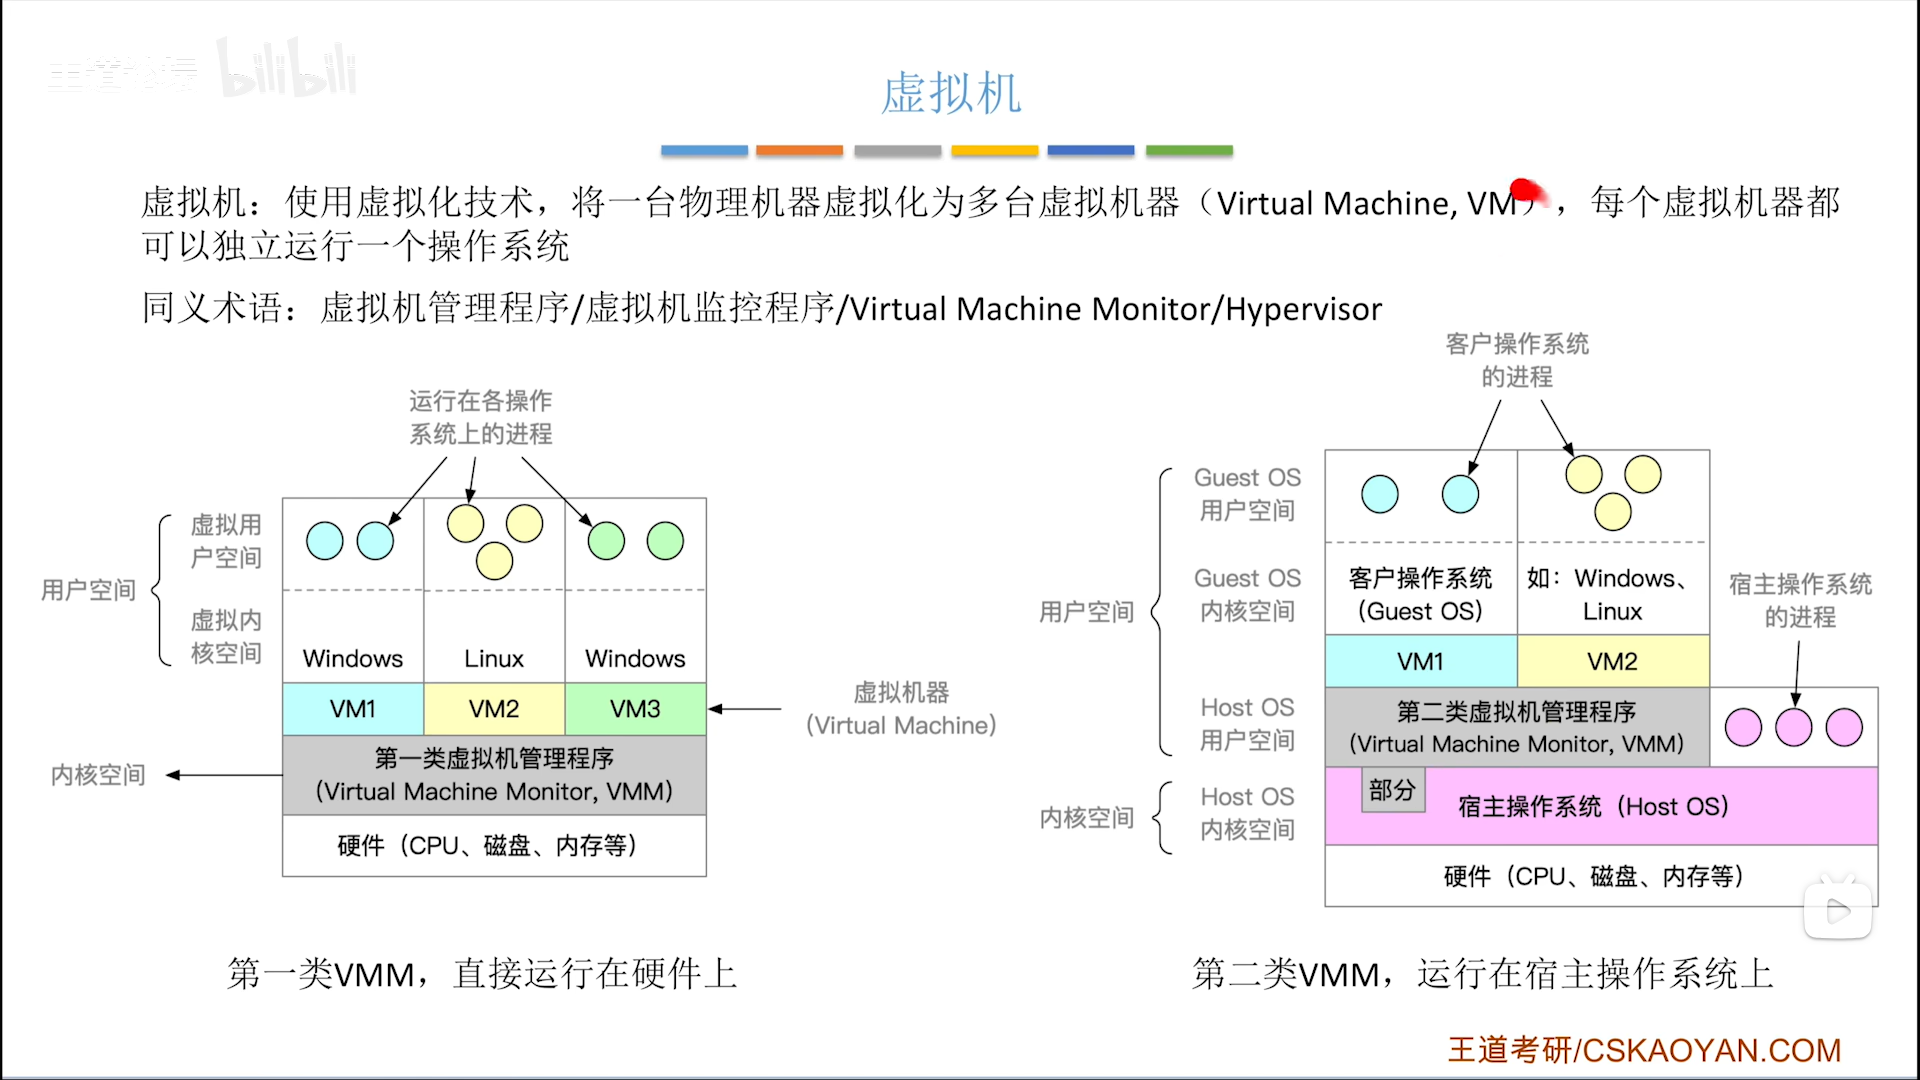 王道论坛 bilibili
虚拟机
虚拟机：使用虚拟化技术，将一台物理机器虚拟化为多台虚拟机器（Virtual Machine, VM），每个虚拟机器都
可以独立运行一个操作系统
同义术语：虚拟机管理程序/虚拟机监控程序/Virtual Machine Monitor/Hypervisor
运行在各操作
系统上的进程
用户空间
虚拟用
户空间
虚拟内
核空间
Windows
Linux
Windows
VM1
VM2
VM3
虚拟机器
（Virtual Machine）
内核空间
第一类虚拟机管理程序
（Virtual Machine Monitor, VMM）
硬件（CPU、磁盘、内存等）
第一类VMM，直接运行在硬件上
客户操作系统
的进程
用户空间
Guest OS
用户空间
Guest OS
内核空间
客户操作系统
（Guest OS）
如：Windows、
Linux
VM1
VM2
宿主操作系统
的进程
Host OS
用户空间
第二类虚拟机管理程序
（Virtual Machine Monitor, VMM）
内核空间
Host OS
内核空间
部分
宿主操作系统（Host OS）
硬件（CPU、磁盘、内存等）
第二类VMM，运行在宿主操作系统上
王道考研/CSKAOYAN.COM